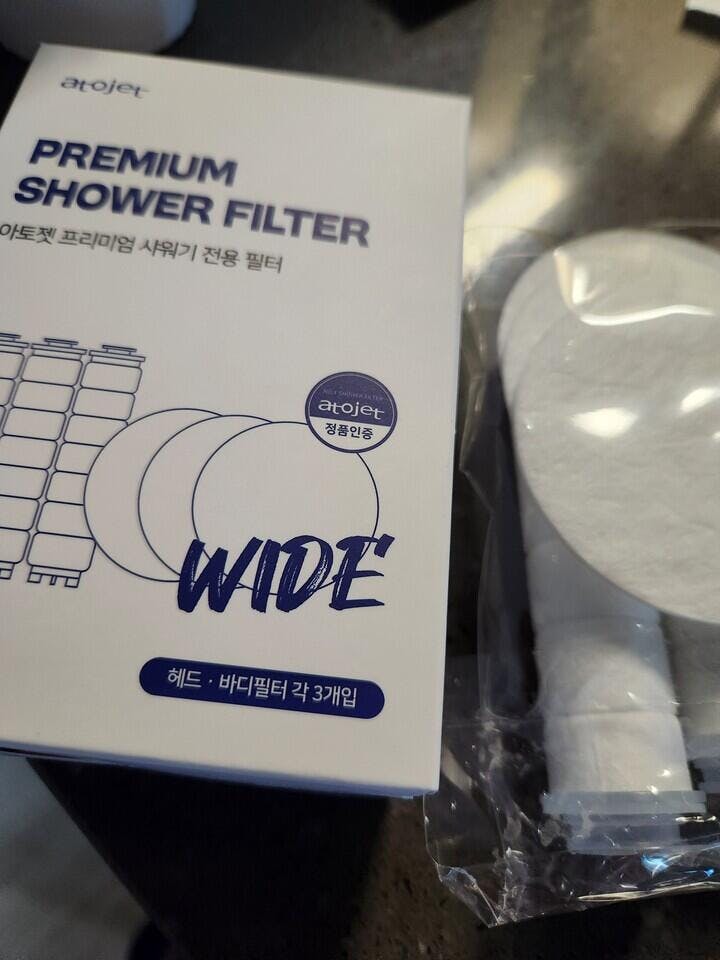 atojet
PREMIUM
SHOWER FILTER
아토젯 프리미엄 샤워기 전용 필터
atojet
정품인증
WIDE
헤드 · 바디필터 각 3개입